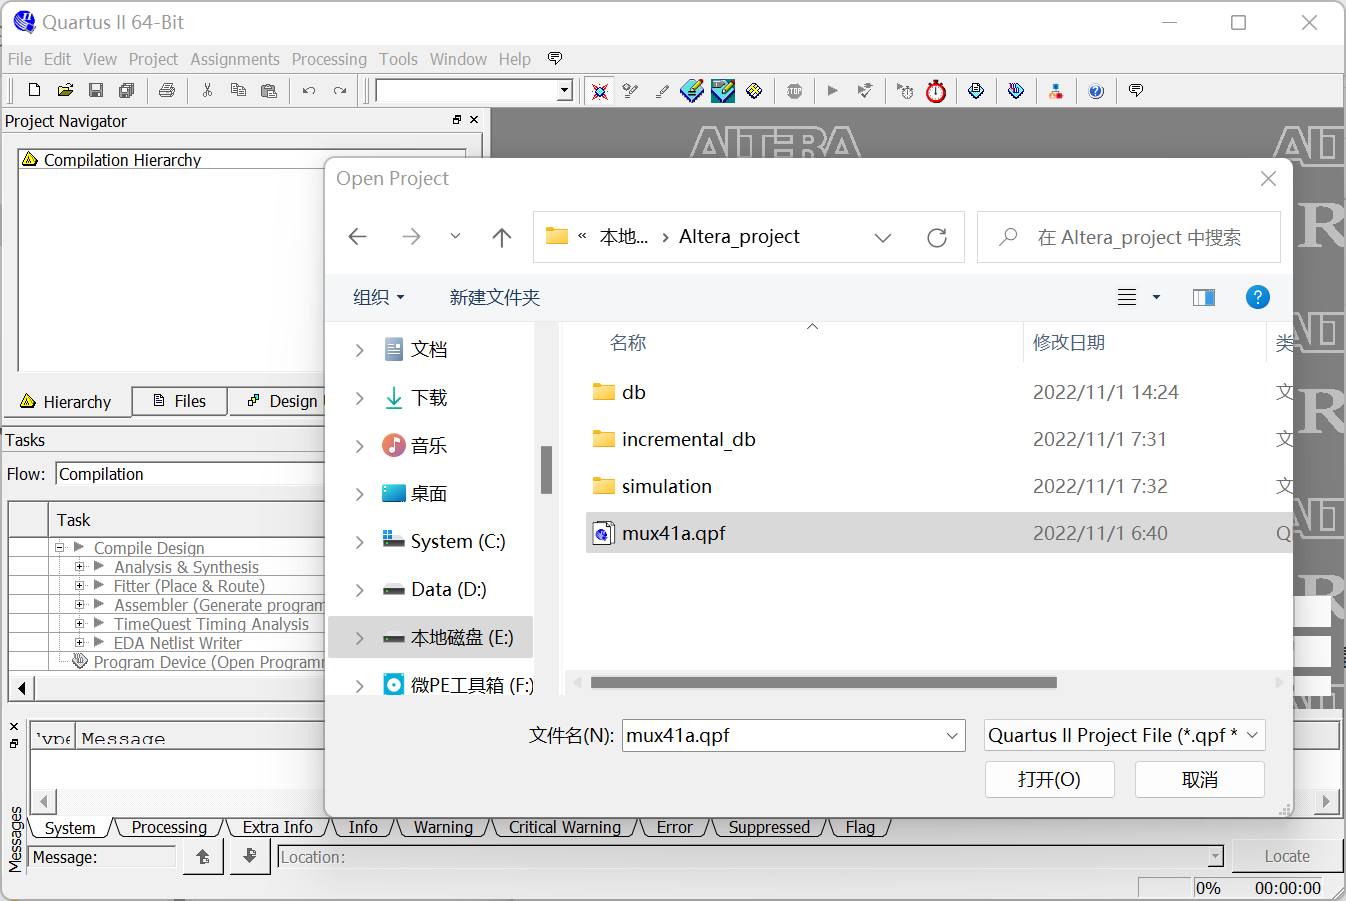 Quartus II 64-Bit
File Edit View Project Assignments Processing Tools Window Help
STOP
Project Navigator
Compilation Hierarchy
Hierarchy Files Design
Tasks
Flow: Compilation
Task
Compile Design
Analysis & Synthesis
Fitter (Place & Route)
Assembler (Generate
TimeQuest Timing Analysis
EDA Netlist Writer
Program Device (Open
ALTERA
Open Project
« 本地... › Altera_project
在 Altera_project 中搜索
组织 新建文件夹
文档
下载
音乐
桌面
System (C:)
Data (D:)
本地磁盘 (E:)
微PE工具箱 (F:)
名称 修改日期 类
db 2022/11/1 14:24 文
incremental_db 2022/11/1 7:31 文
simulation 2022/11/1 7:32 文
mux41a.qpf 2022/11/1 6:40
文件名(N): mux41a.qpf Quartus II Project File (*.qpf *
打开(O) 取消
Message
Messages
System Processing Extra Info Info Warning Critical Warning Error Suppressed Flag
Message: Location: Locate
0% 00:00:00